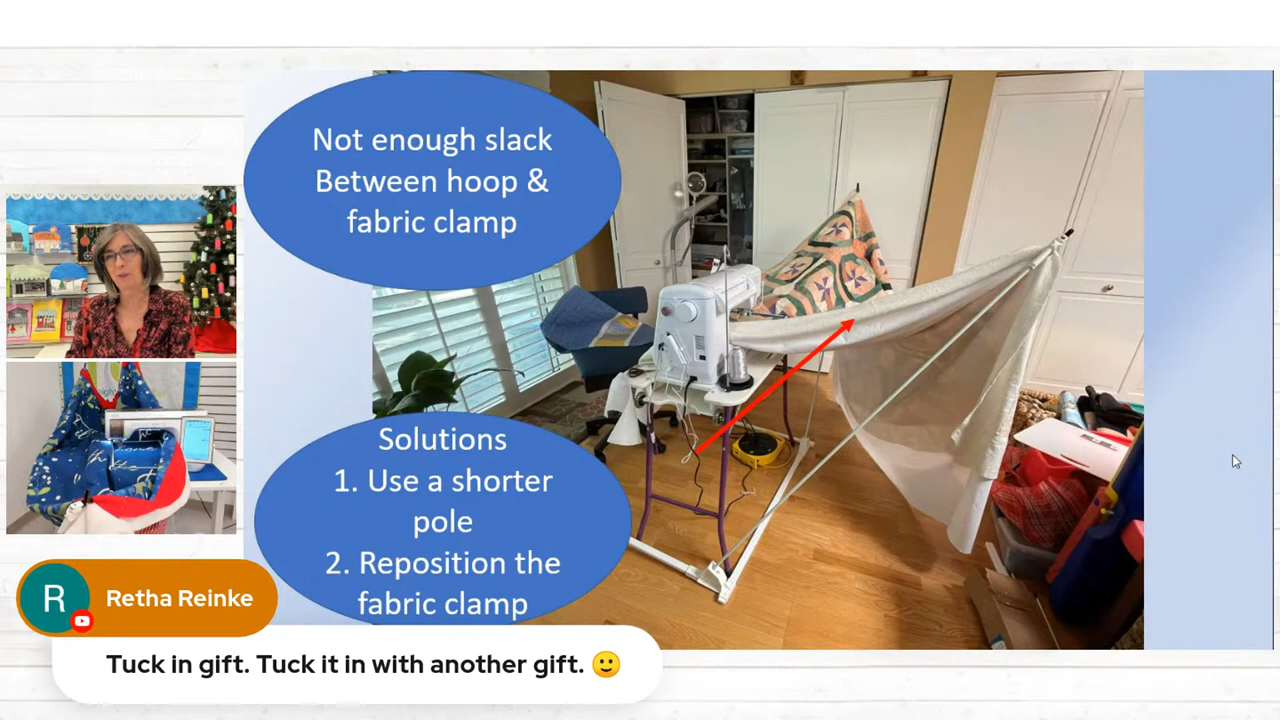 Not enough slack
Between hoop &
fabric clamp
Solutions
1. Use a shorter
pole
2. Reposition the
fabric clamp
R
Retha Reinke
Tuck in gift. Tuck it in with another gift. 🙂